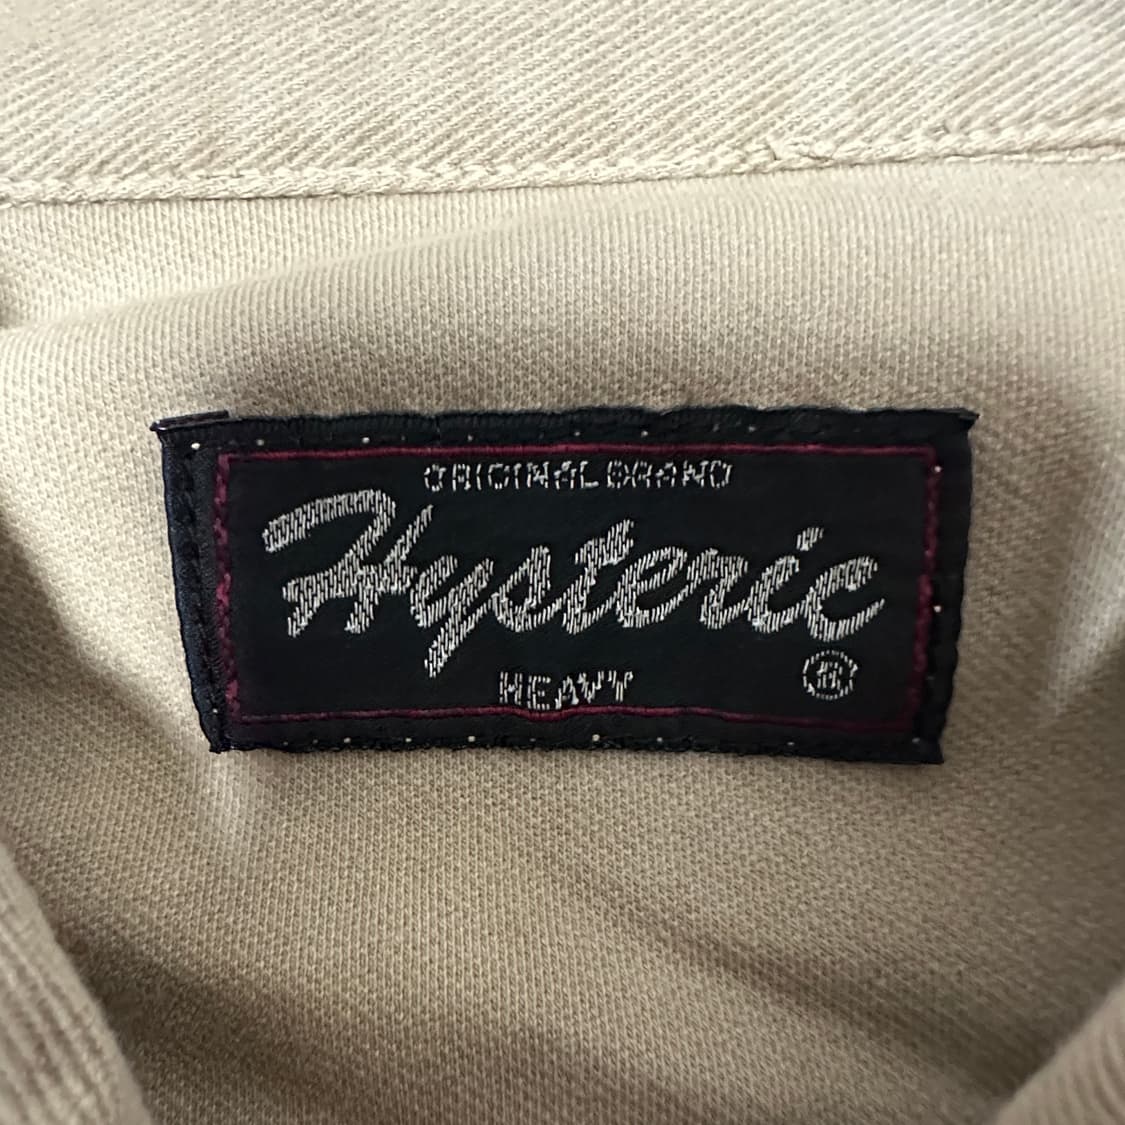 ORIGINAL BRAND
Hysteric
HEAVY
®